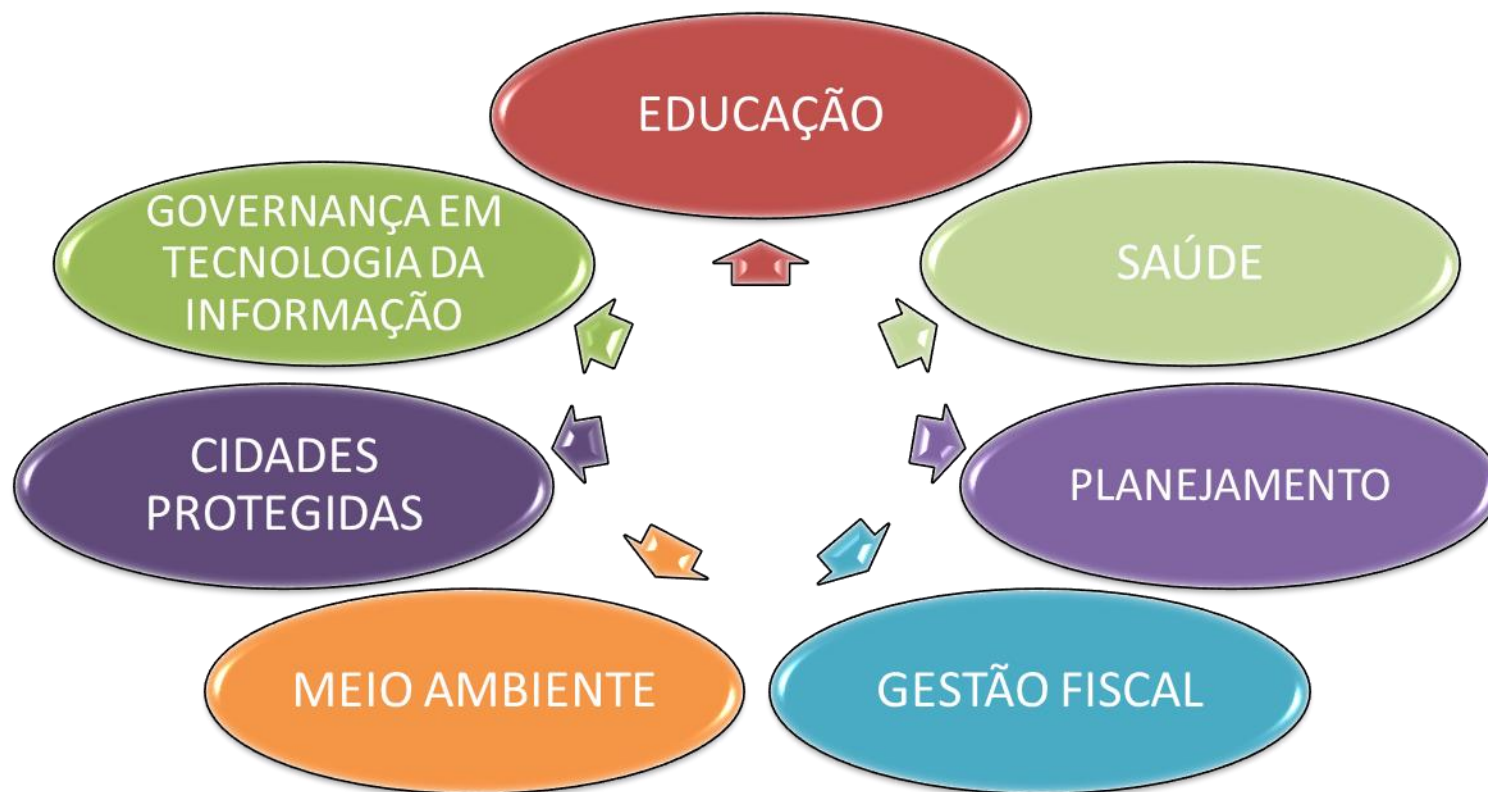 EDUCAÇÃO
GOVERNANÇA EM
TECNOLOGIA DA
INFORMAÇÃO
SAÚDE
CIDADES
PROTEGIDAS
PLANEJAMENTO
MEIO AMBIENTE
GESTÃO FISCAL